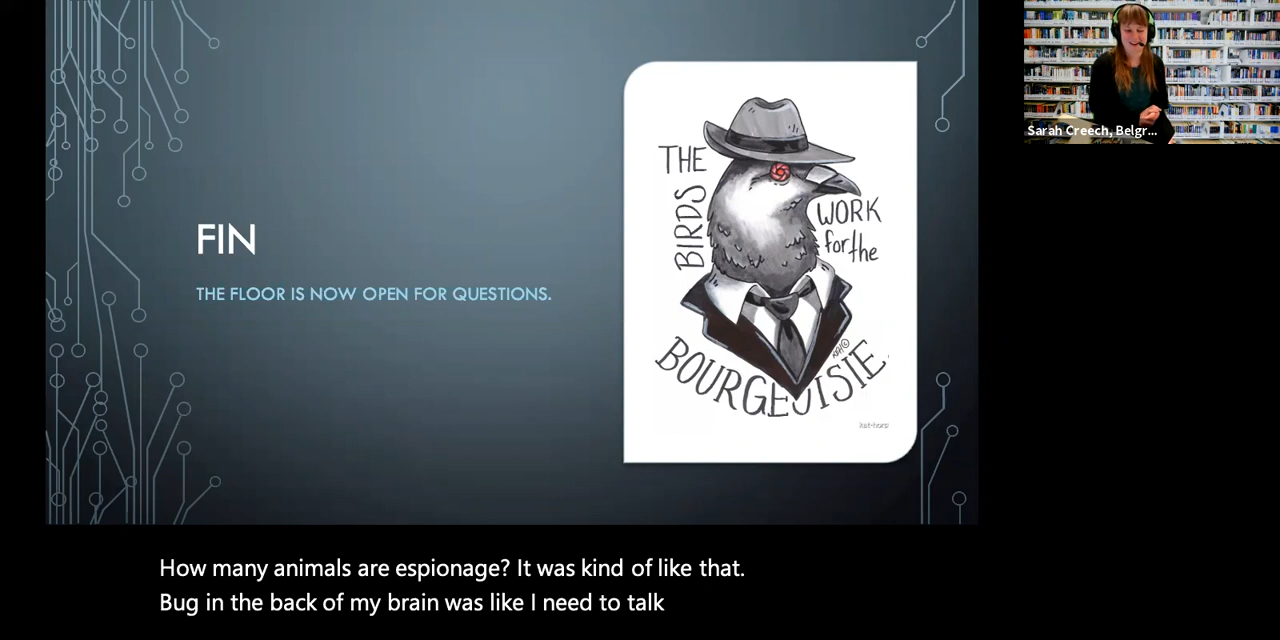 FIN
THE FLOOR IS NOW OPEN FOR QUESTIONS.
THE
BIRDS
WORK
for the
BOURGEOISIE.
kat-hora
Sarah Creech, Belgr...
How many animals are espionage? It was kind of like that.
Bug in the back of my brain was like I need to talk